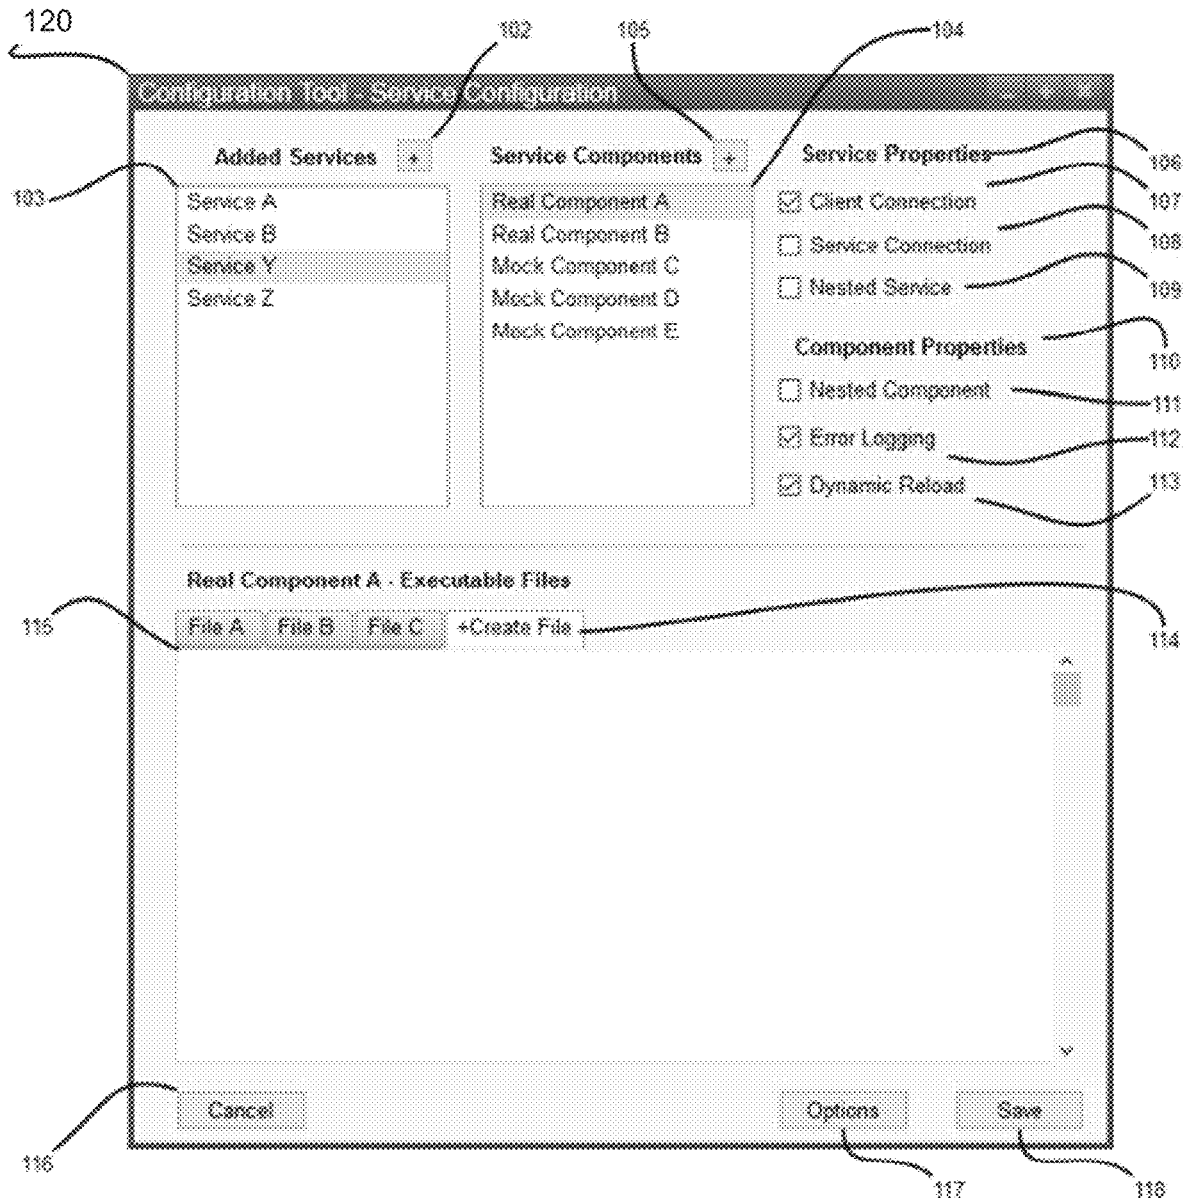 120
102
105
104
Configuration Tool - Service Configuration
Added Services +
Service Components +
Service Properties
106
103
Service A
Service B
Service Y
Service Z
Real Component A
Real Component B
Mock Component C
Mock Component D
Mock Component E
Client Connection
107
Service Connection
108
Nested Service
109
Component Properties
110
Nested Component
111
Error Logging
112
Dynamic Reload
113
Real Component A - Executable Files
115
File A
File B
File C
+Create File
114
Cancel
Options
Save
116
117
118